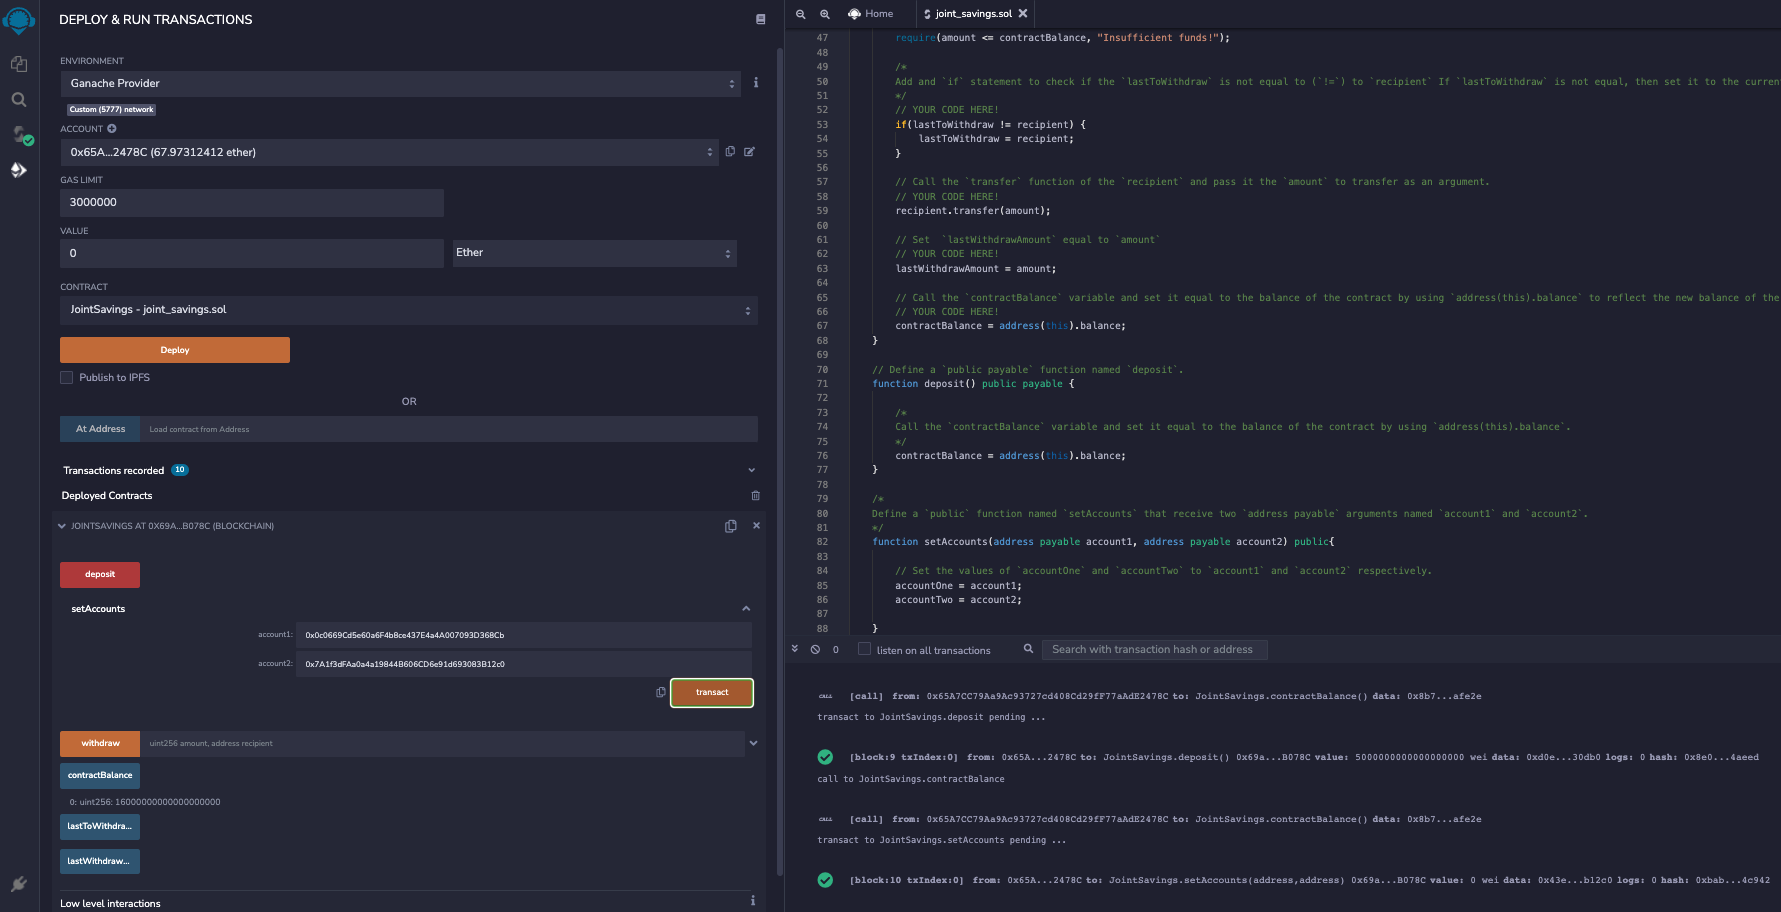 DEPLOY & RUN TRANSACTIONS
ENVIRONMENT
Ganache Provider
Custom (5777) network
ACCOUNT
0x65A...2478C (67.97312412 ether)
GAS LIMIT
3000000
VALUE
0
Ether
CONTRACT
JointSavings - joint_savings.sol
Deploy
Publish to IPFS
OR
At Address Load contract from Address
Transactions recorded 10
Deployed Contracts
JOINTSAVINGS AT 0X69A...B078C (BLOCKCHAIN)
deposit
setAccounts
account1: 0x0c0669Cd5e60a6F4b8ce437E4a4A007093D368Cb
account2: 0x7A1f3dFAa0a4a19844B606CD6e91d693083B12c0
transact
withdraw uint256 amount, address recipient
contractBalance
0: uint256: 16000000000000000000
lastToWithdra...
lastWithdraw...
Low level interactions
Home joint_savings.sol
47 require(amount <= contractBalance, "Insufficient funds!");
48
49 /*
50 Add and `if` statement to check if the `lastToWithdraw` is not equal to (`!=`) to `recipient` If `lastToWithdraw` is not equal, then set it to the curren
51 */
52 // YOUR CODE HERE!
53 if(lastToWithdraw != recipient) {
54 lastToWithdraw = recipient;
55 }
56
57 // Call the `transfer` function of the `recipient` and pass it the `amount` to transfer as an argument.
58 // YOUR CODE HERE!
59 recipient.transfer(amount);
60
61 // Set  `lastWithdrawAmount` equal to `amount`
62 // YOUR CODE HERE!
63 lastWithdrawAmount = amount;
64
65 // Call the `contractBalance` variable and set it equal to the balance of the contract by using `address(this).balance` to reflect the new balance of the
66 // YOUR CODE HERE!
67 contractBalance = address(this).balance;
68 }
69
70 // Define a `public payable` function named `deposit`.
71 function deposit() public payable {
72
73 /*
74 Call the `contractBalance` variable and set it equal to the balance of the contract by using `address(this).balance`.
75 */
76 contractBalance = address(this).balance;
77 }
78
79 /*
80 Define a `public` function named `setAccounts` that receive two `address payable` arguments named `account1` and `account2`.
81 */
82 function setAccounts(address payable account1, address payable account2) public{
83
84 // Set the values of `accountOne` and `accountTwo` to `account1` and `account2` respectively.
85 accountOne = account1;
86 accountTwo = account2;
87
88 }
0 listen on all transactions Search with transaction hash or address
CALL [call] from: 0x65A7CC79Aa9Ac93727cd408Cd29fF77aAdE2478C to: JointSavings.contractBalance() data: 0x8b7...afe2e
transact to JointSavings.deposit pending ...
[block:9 txIndex:0] from: 0x65A...2478C to: JointSavings.deposit() 0x69a...B078C value: 5000000000000000000 wei data: 0xd0e...30db0 logs: 0 hash: 0x8e0...4aeed
call to JointSavings.contractBalance
CALL [call] from: 0x65A7CC79Aa9Ac93727cd408Cd29fF77aAdE2478C to: JointSavings.contractBalance() data: 0x8b7...afe2e
transact to JointSavings.setAccounts pending ...
[block:10 txIndex:0] from: 0x65A...2478C to: JointSavings.setAccounts(address,address) 0x69a...B078C value: 0 wei data: 0x43e...b12c0 logs: 0 hash: 0xbab...4c942